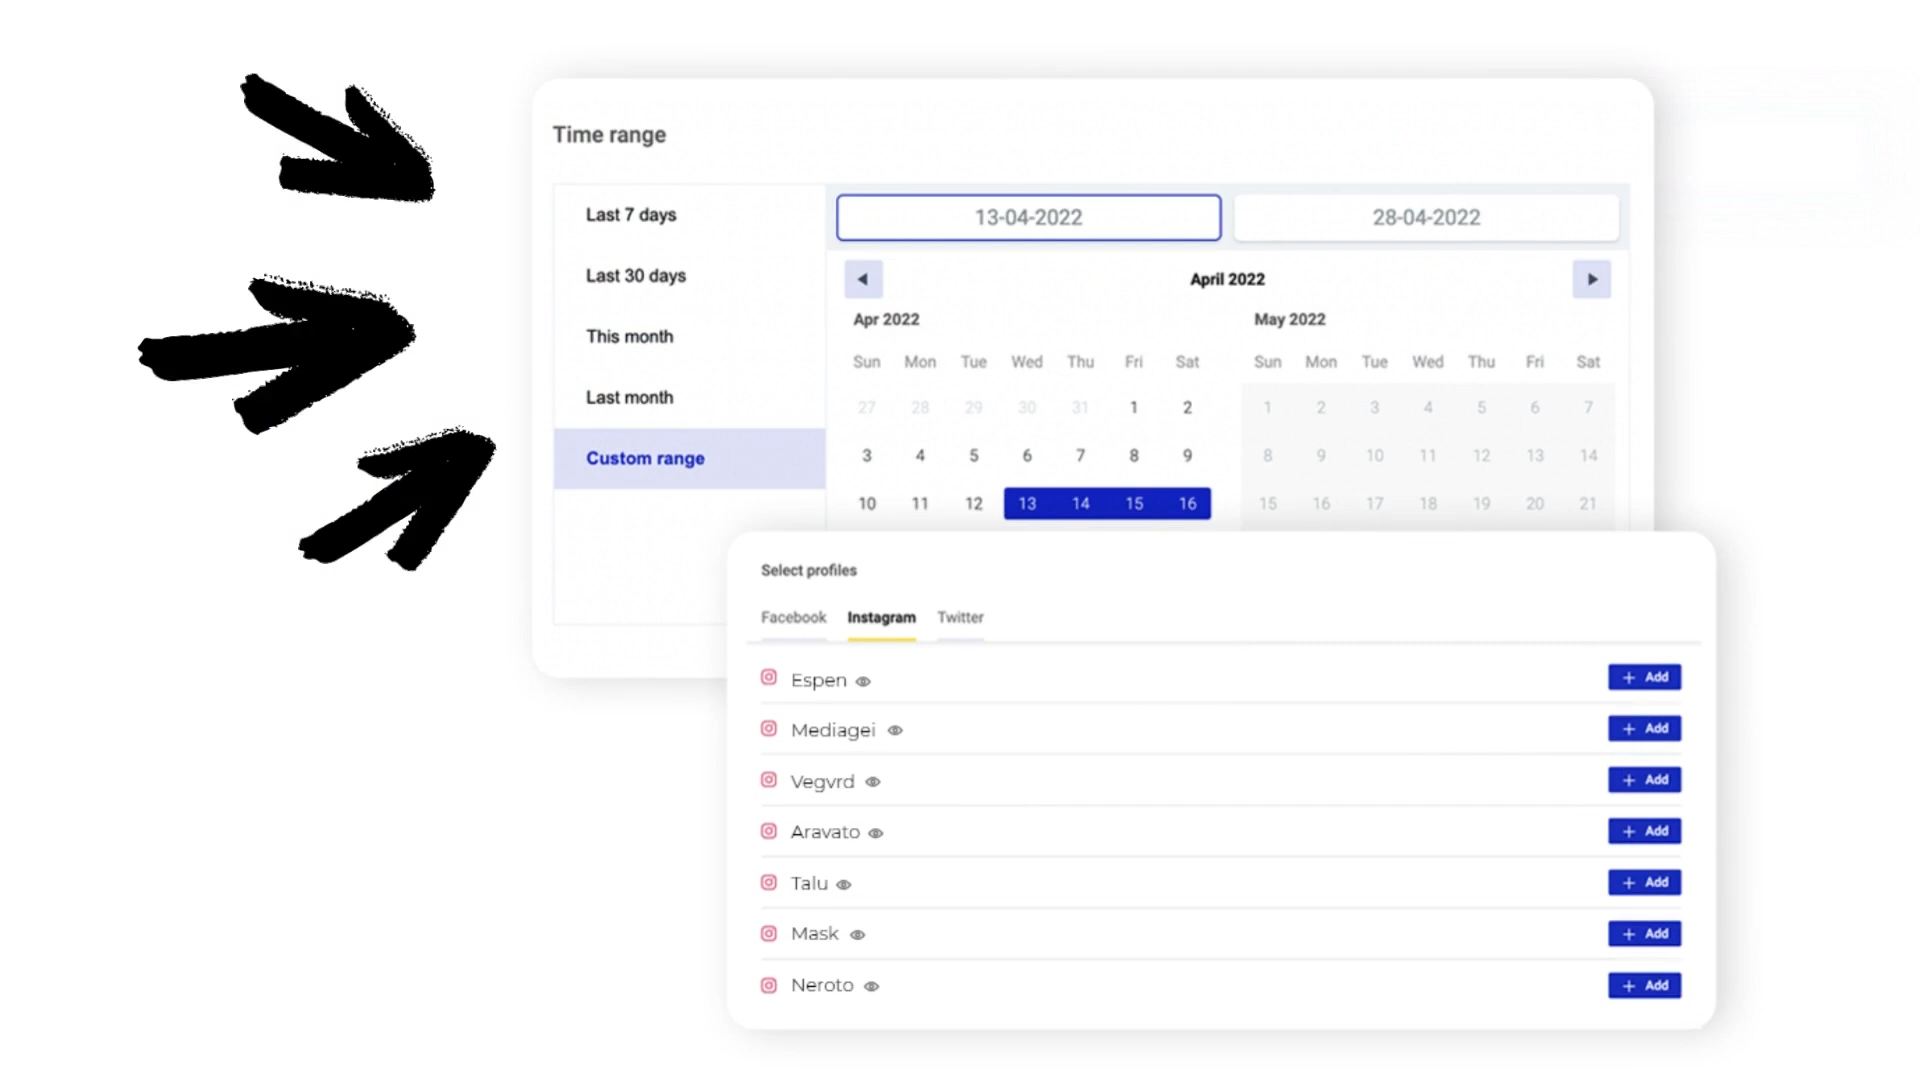 Time range
Last 7 days
Last 30 days
This month
Last month
Custom range
13-04-2022 28-04-2022
April 2022
Apr 2022
Sun Mon Tue Wed Thu Fri Sat
27 28 29 30 31 1 2
3 4 5 6 7 8 9
10 11 12 13 14 15 16
May 2022
Sun Mon Tue Wed Thu Fri Sat
1 2 3 4 5 6 7
8 9 10 11 12 13 14
15 16 17 18 19 20 21
Select profiles
Facebook Instagram Twitter
Espen + Add
Mediagei + Add
Vegvrd + Add
Aravato + Add
Talu + Add
Mask + Add
Neroto + Add